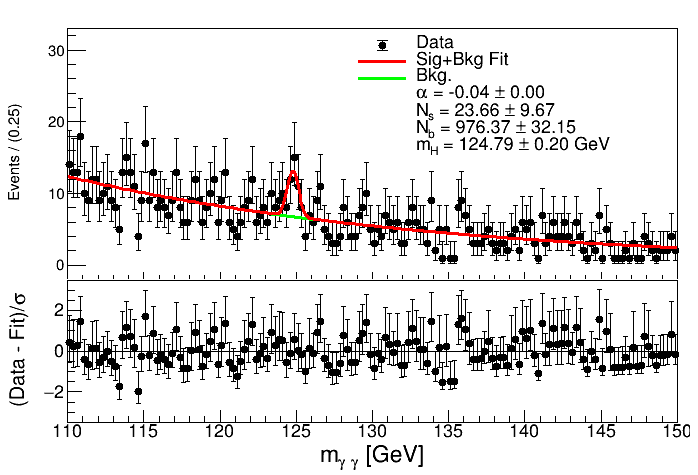 30
20
10
0
Events / (0.25)
Data
Sig+Bkg Fit
Bkg.
α = -0.04 ± 0.00
N_s = 23.66 ± 9.67
N_b = 976.37 ± 32.15
m_H = 124.79 ± 0.20 GeV
2
0
−2
(Data - Fit)/σ
110 115 120 125 130 135 140 145 150
m_γ γ [GeV]